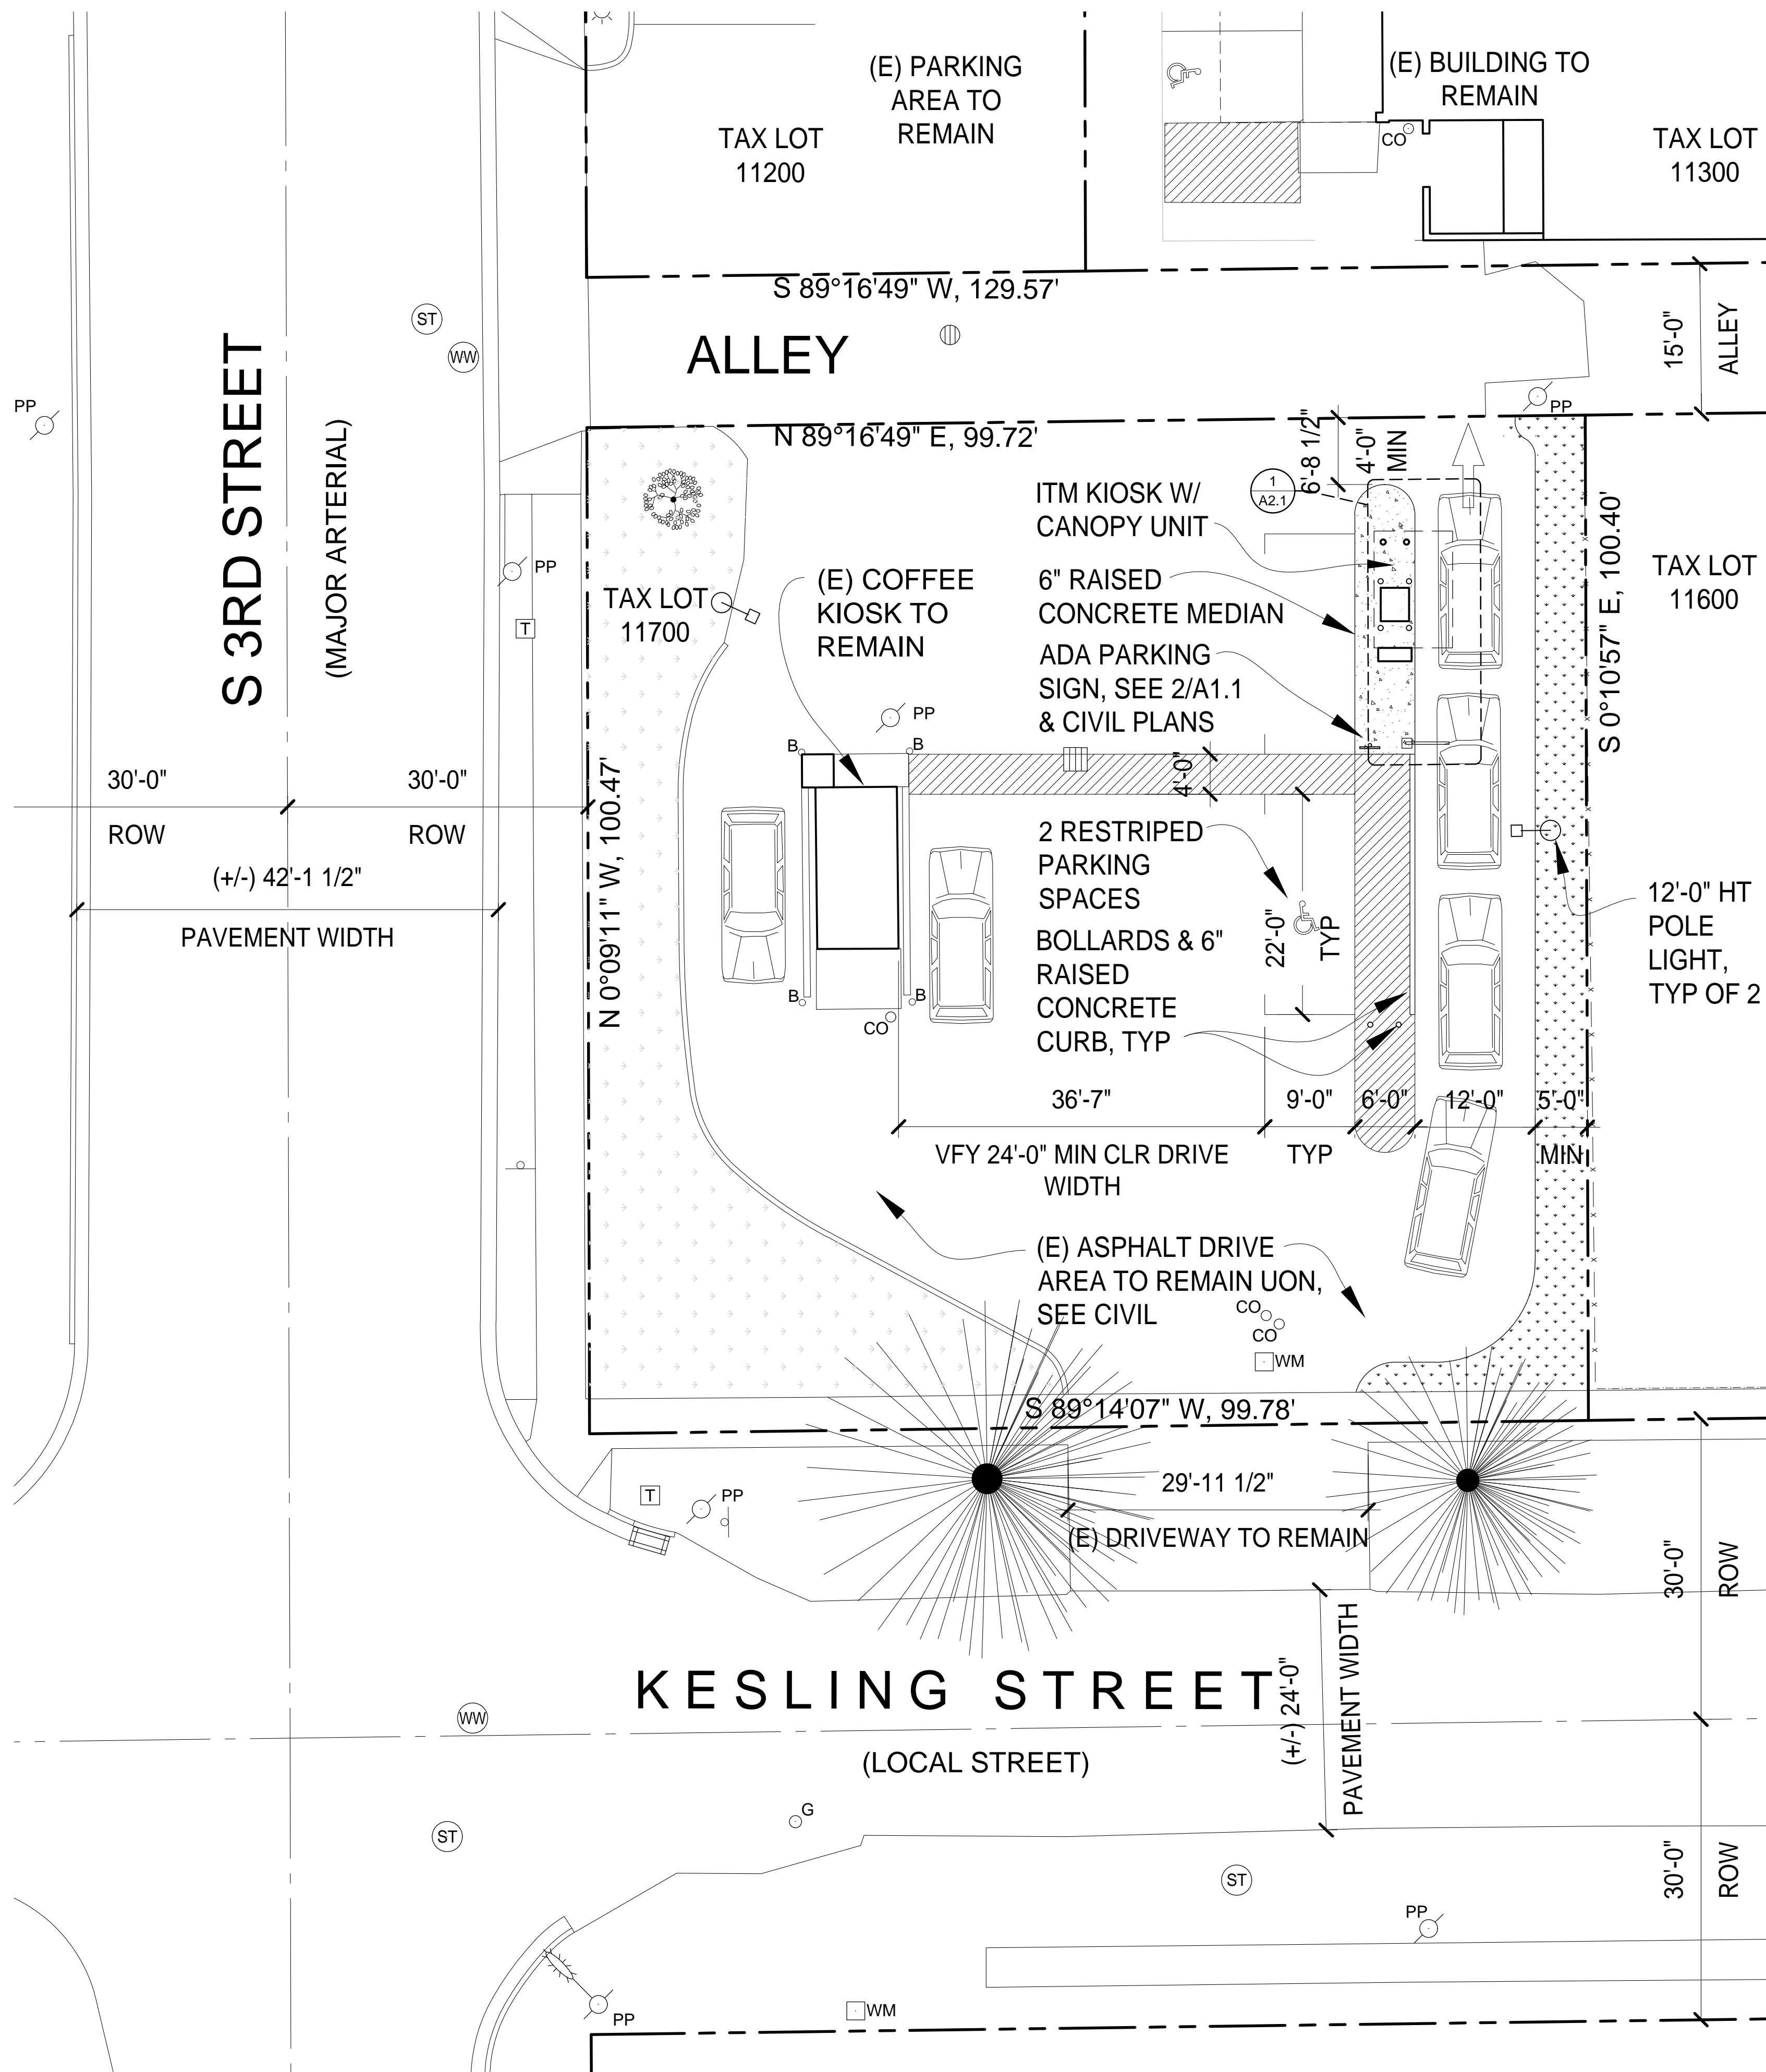 (E) PARKING
AREA TO
REMAIN
(E) BUILDING TO
REMAIN
TAX LOT
11200
CO
TAX LOT
11300
S 89°16'49" W, 129.57'
ALLEY
15'-0"
ALLEY
ST
WW
PP
PP
S 3RD STREET
(MAJOR ARTERIAL)
N 89°16'49" E, 99.72'
6'-8 1/2"
4'-0"
MIN
1
A2.1
ITM KIOSK W/
CANOPY UNIT
6" RAISED
CONCRETE MEDIAN
ADA PARKING
SIGN, SEE 2/A1.1
& CIVIL PLANS
S 0°10'57" E, 100.40'
TAX LOT
11600
PP
T
TAX LOT
11700
(E) COFFEE
KIOSK TO
REMAIN
PP
B
B
4'-0"
30'-0"
ROW
30'-0"
ROW
(+/-) 42'-1 1/2"
PAVEMENT WIDTH
N 0°09'11" W, 100.47'
2 RESTRIPED
PARKING
SPACES
22'-0"
TYP
BOLLARDS & 6"
RAISED
CONCRETE
CURB, TYP
12'-0" HT
POLE
LIGHT,
TYP OF 2
B
B
CO
36'-7"
9'-0"
6'-0"
12'-0"
5'-0"
VFY 24'-0" MIN CLR DRIVE
WIDTH
TYP
MIN
(E) ASPHALT DRIVE
AREA TO REMAIN UON,
SEE CIVIL
CO
CO
WM
S 89°14'07" W, 99.78'
29'-11 1/2"
(E) DRIVEWAY TO REMAIN
T
PP
30'-0"
ROW
KESLING STREET
(+/-) 24'-0"
PAVEMENT WIDTH
WW
(LOCAL STREET)
G
ST
ST
30'-0"
ROW
PP
WM
PP